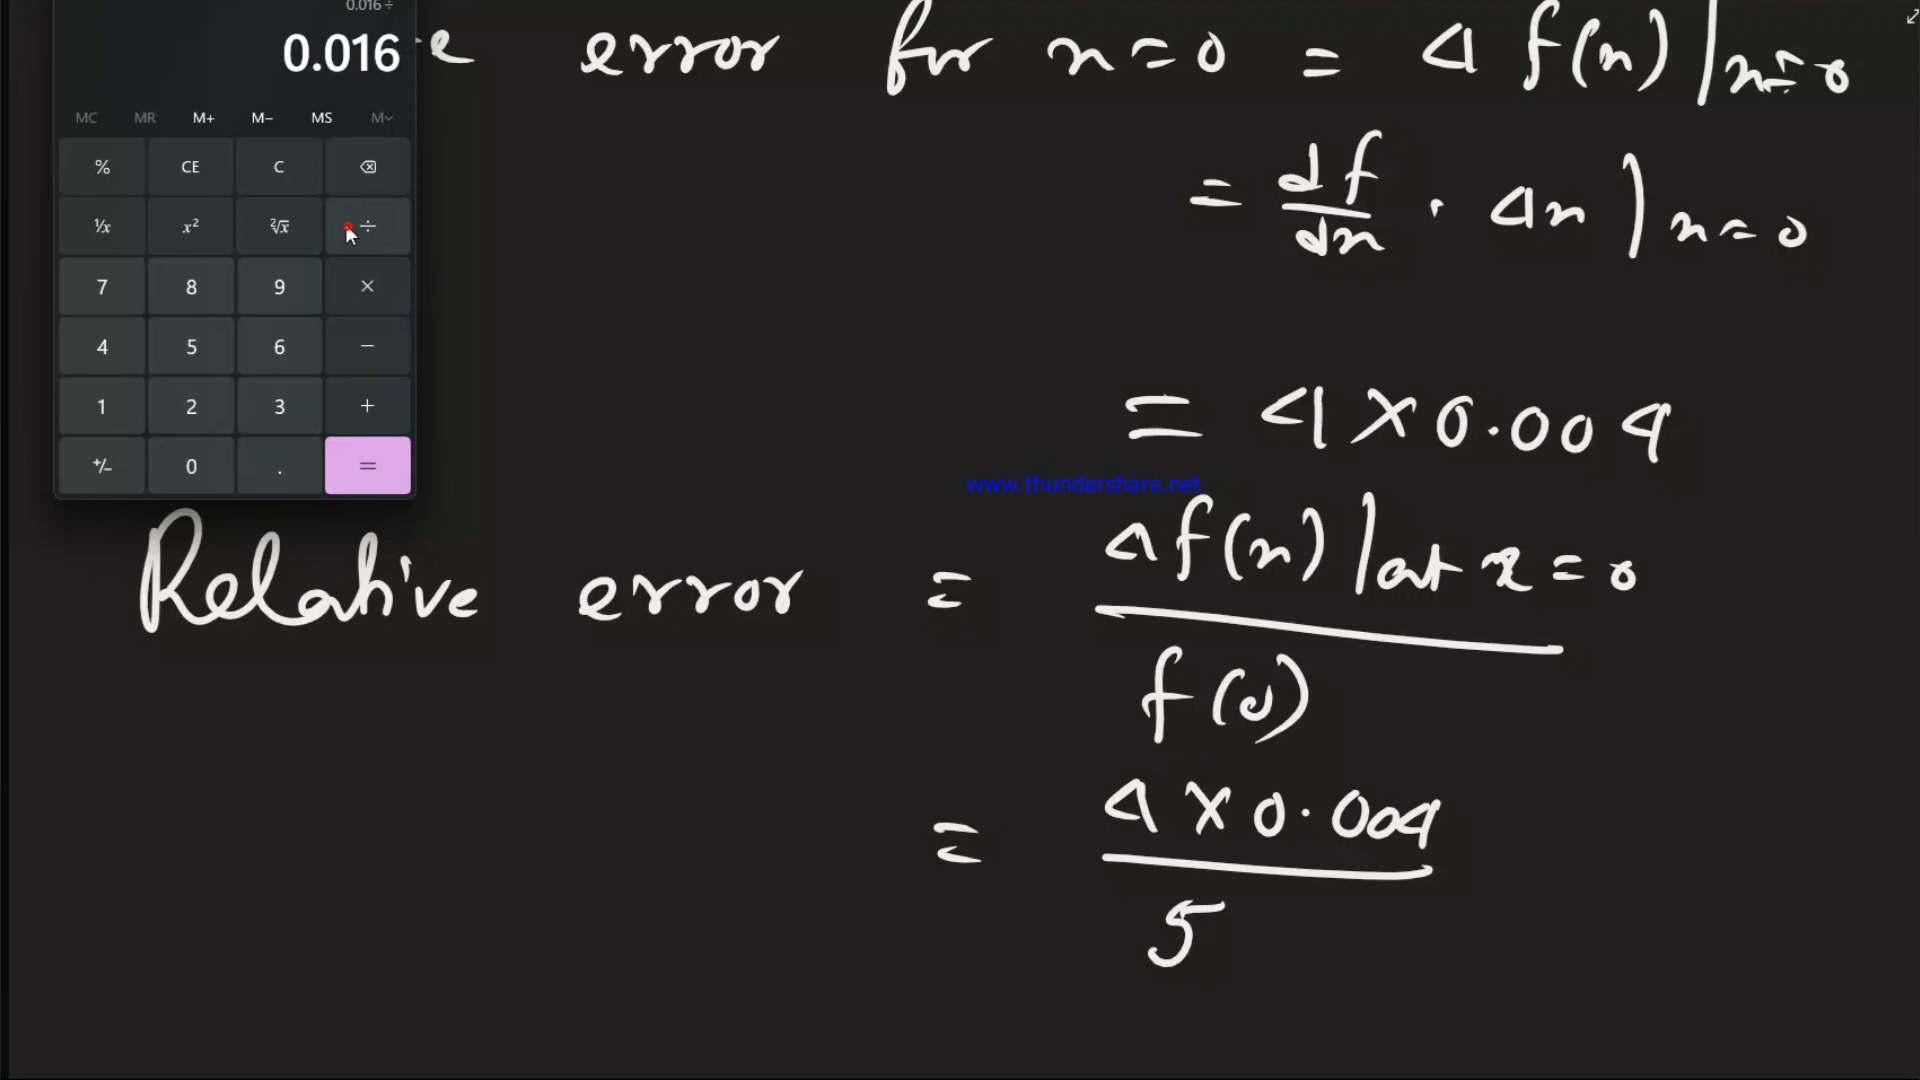 0.016 ÷
0.016
e error for x=0 = Δ f(x)|x=0
MC MR M+ M− MS M˅
% CE C ⌫
= df/dx · Δx |x=0
¹/x x² ²√x ÷
7 8 9 ×
4 5 6 −
= 4 × 0.004
1 2 3 +
+/− 0 . =
www.thundershare.net
Relative error = Δf(x) |at x=0
f(0)
= 4 × 0.004
5